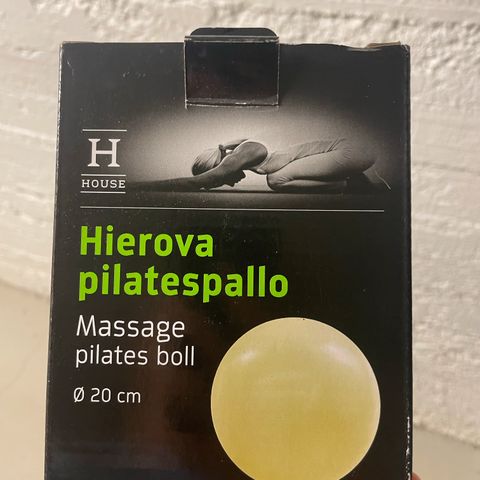 H
HOUSE
Hierova
pilatespallo
Massage
pilates boll
Ø 20 cm